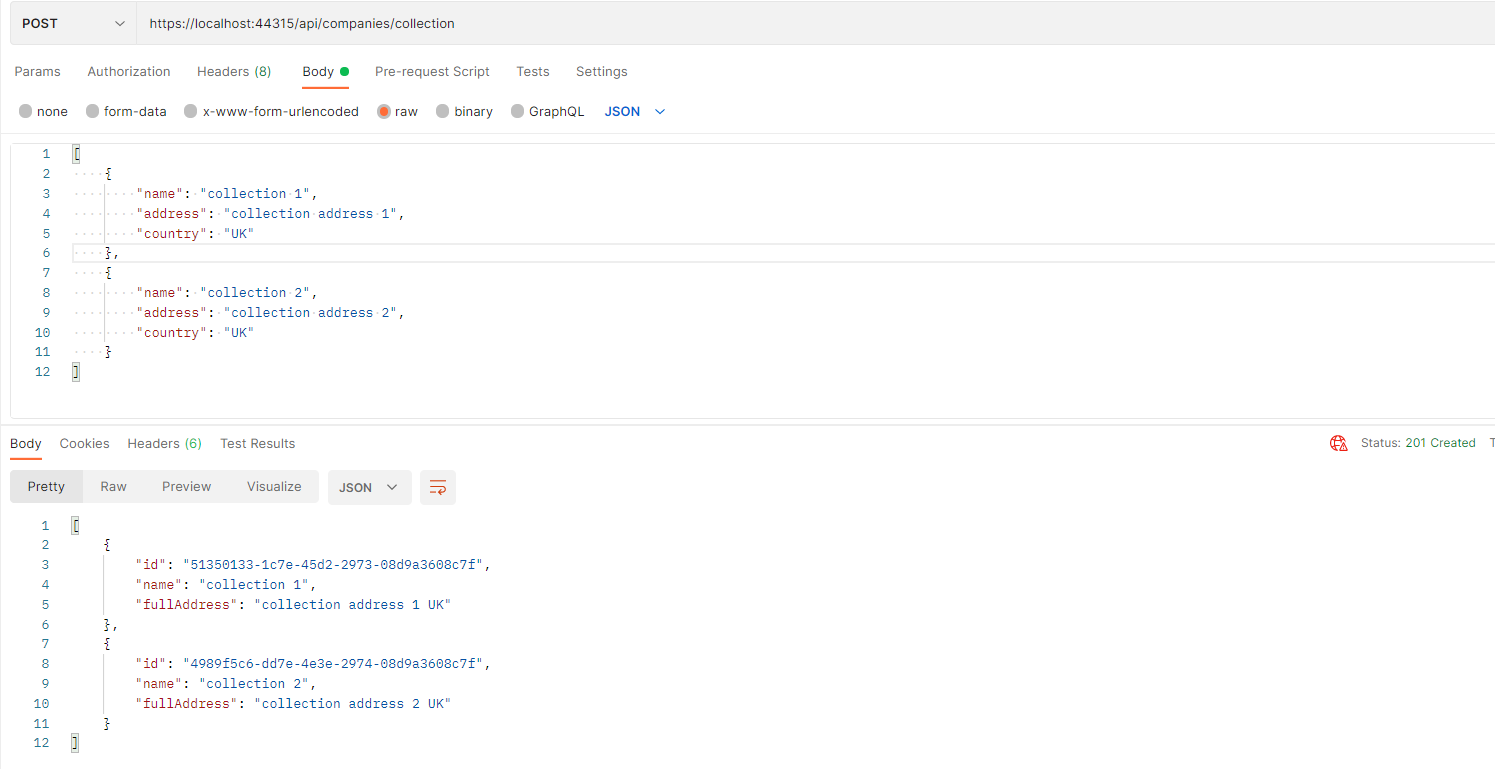 POST https://localhost:44315/api/companies/collection
Params Authorization Headers (8) Body Pre-request Script Tests Settings
none form-data x-www-form-urlencoded raw binary GraphQL JSON
1 [
2 {
3 "name": "collection 1",
4 "address": "collection address 1",
5 "country": "UK"
6 },
7 {
8 "name": "collection 2",
9 "address": "collection address 2",
10 "country": "UK"
11 }
12 ]
Body Cookies Headers (6) Test Results Status: 201 Created T
Pretty Raw Preview Visualize JSON
1 [
2 {
3 "id": "51350133-1c7e-45d2-2973-08d9a3608c7f",
4 "name": "collection 1",
5 "fullAddress": "collection address 1 UK"
6 },
7 {
8 "id": "4989f5c6-dd7e-4e3e-2974-08d9a3608c7f",
9 "name": "collection 2",
10 "fullAddress": "collection address 2 UK"
11 }
12 ]